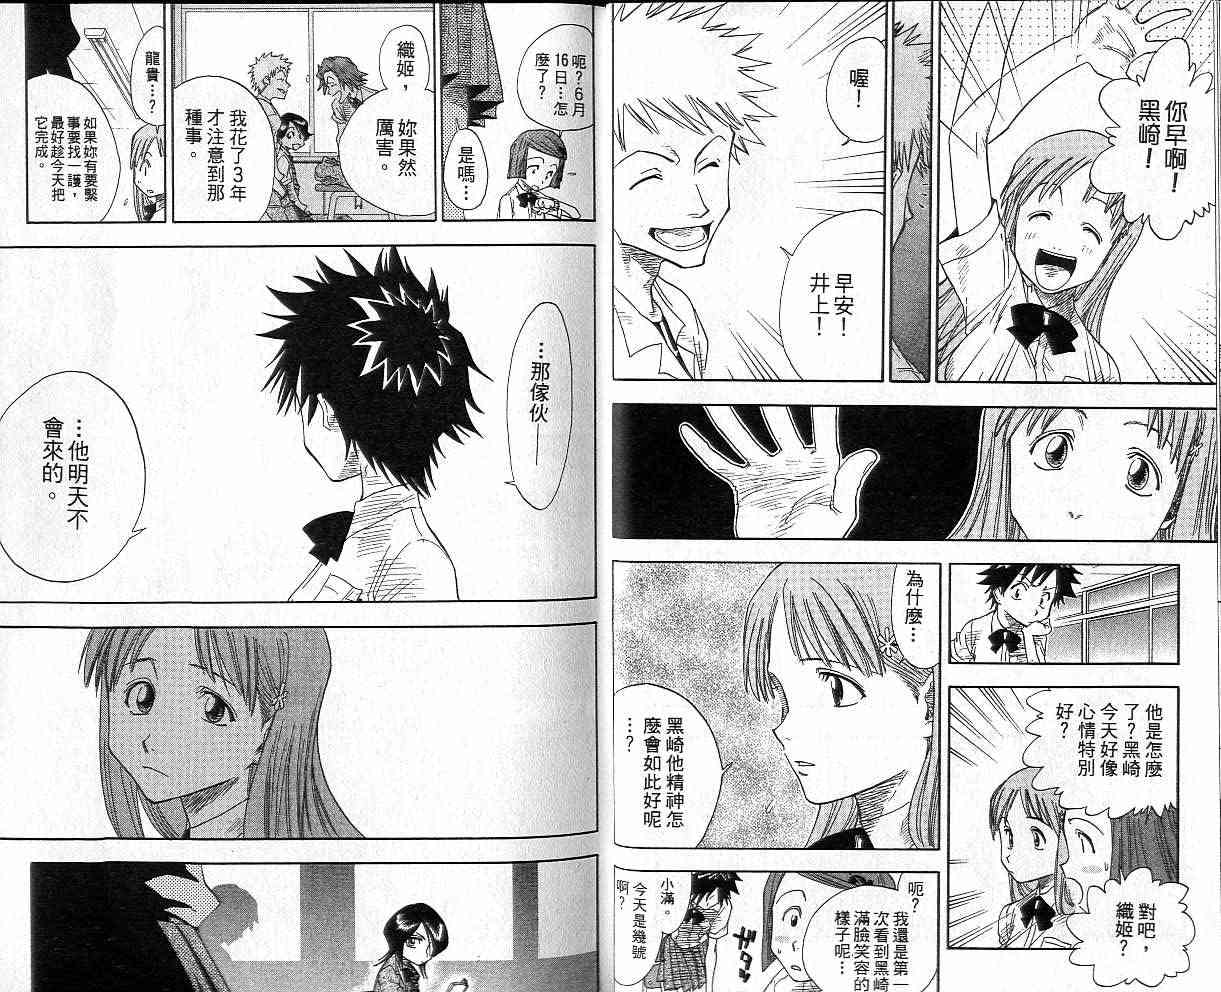 你早啊！
黑崎！
喔！
早安！
井上！
他是怎麼
了？黑崎
今天好像
心情特別
好？
對吧，
織姬？
為什麼…
黑崎他精神怎
麼會如此好呢
…？
呃？
我還是第一
次看到黑崎
滿臉笑容的
樣子呢…
小滿。
今天是幾號
啊？
呃？6月
16日…怎
麼了？
是嗎…
織姬，
妳果然
厲害。
我花了3年
才注意到那
種事。
龍貴…？
如果妳有要緊
事要找一護，
最好趁今天把
它完成。
…那傢伙──
…他明天不
會來的。